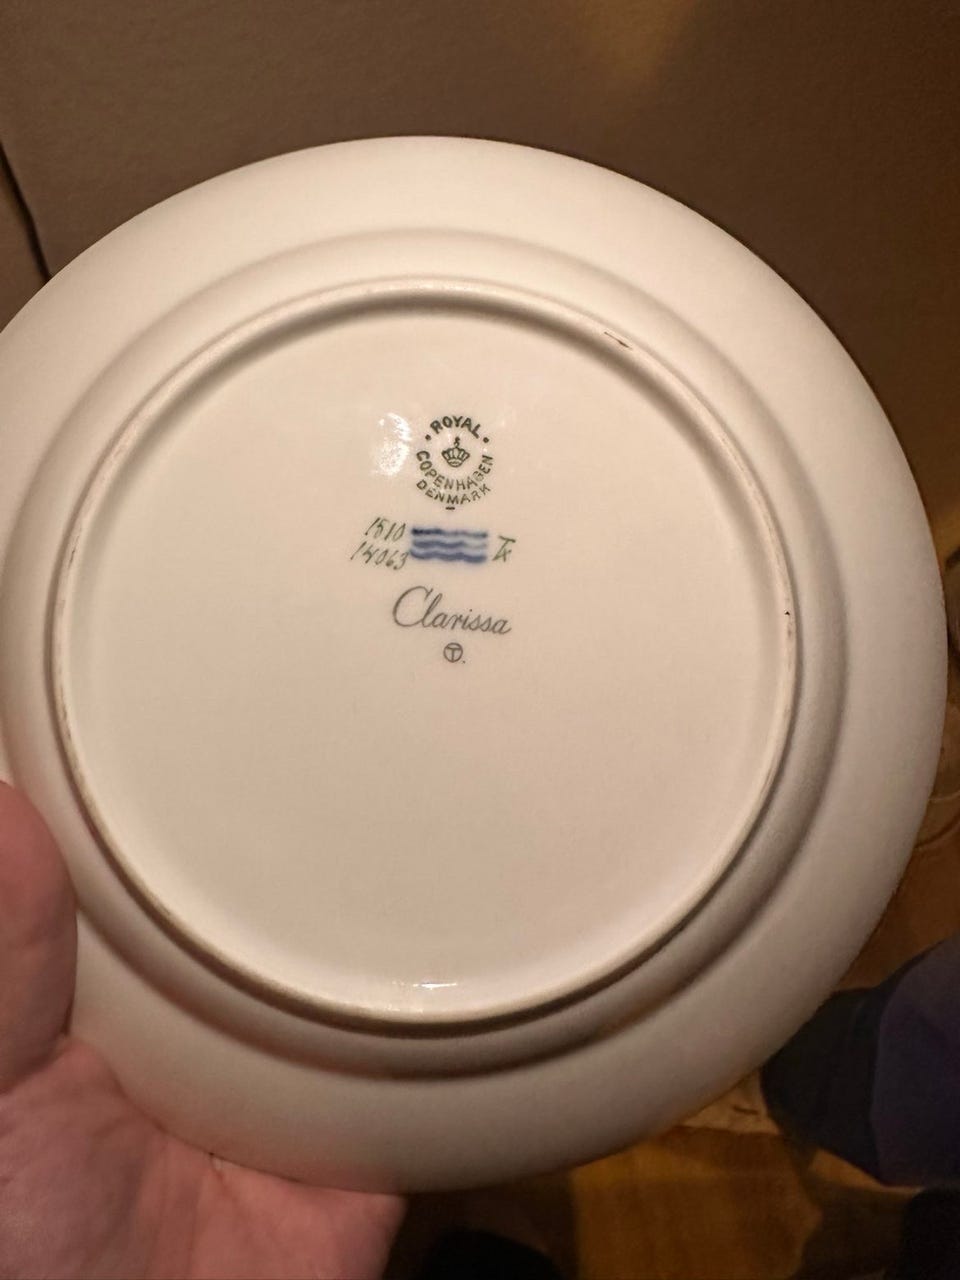 ROYAL
COPENHAGEN
DENMARK
1510
14063
Clarissa
T